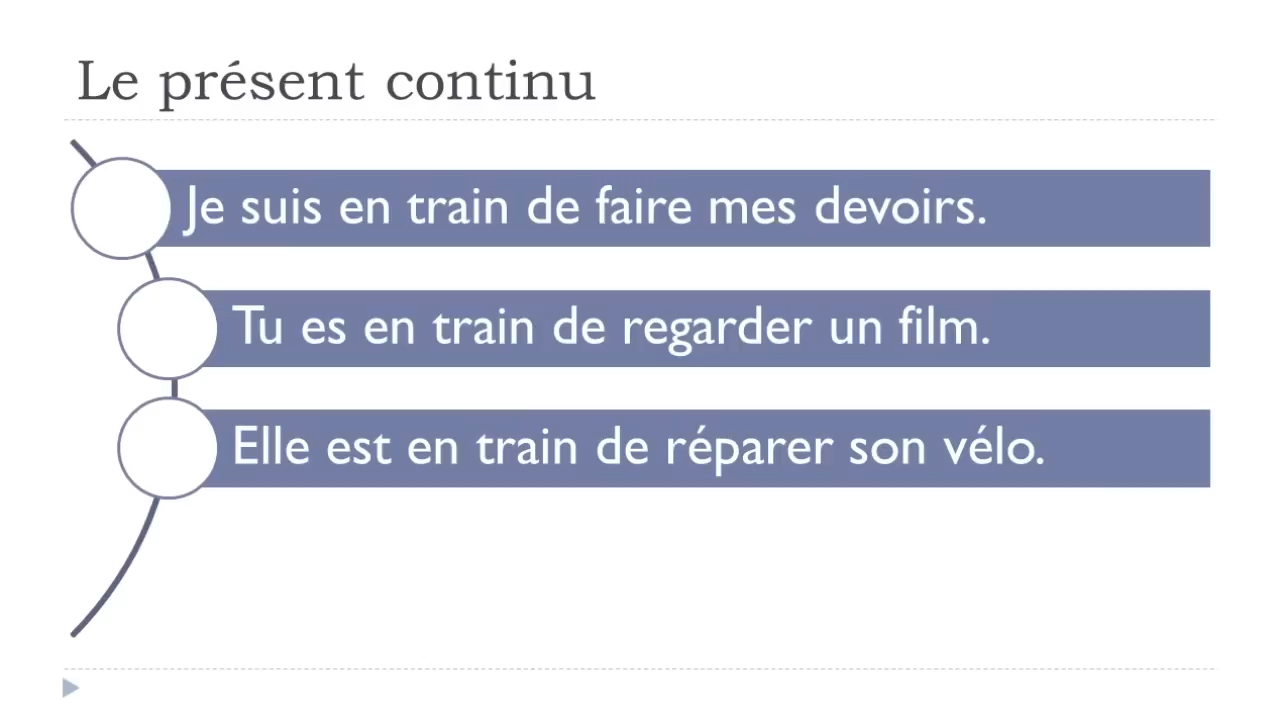 Le présent continu
Je suis en train de faire mes devoirs.
Tu es en train de regarder un film.
Elle est en train de réparer son vélo.